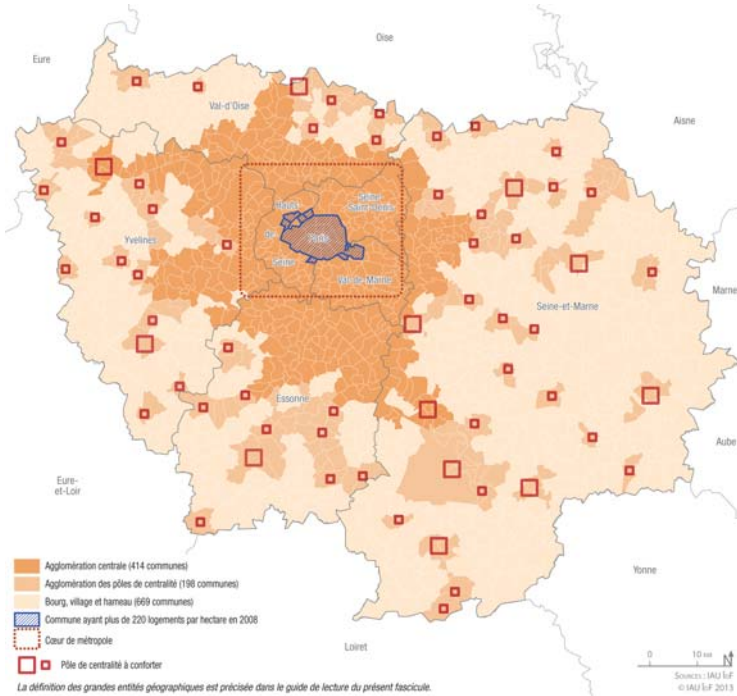 Oise
Eure
Val-d'Oise
Aisne
Hauts
Seine-
Saint-Denis
de
Paris
Yvelines
Seine
Val-de-Marne
Marne
Seine-et-Marne
Essonne
Aube
Eure-
et-Loir
Yonne
Loiret
Agglomération centrale (414 communes)
Agglomération des pôles de centralité (198 communes)
Bourg, village et hameau (669 communes)
Commune ayant plus de 220 logements par hectare en 2008
Cœur de métropole
Pôle de centralité à conforter
0 10 km N
Sources : IAU îdF
© IAU îdF 2013
La définition des grandes entités géographiques est précisée dans le guide de lecture du présent fascicule.